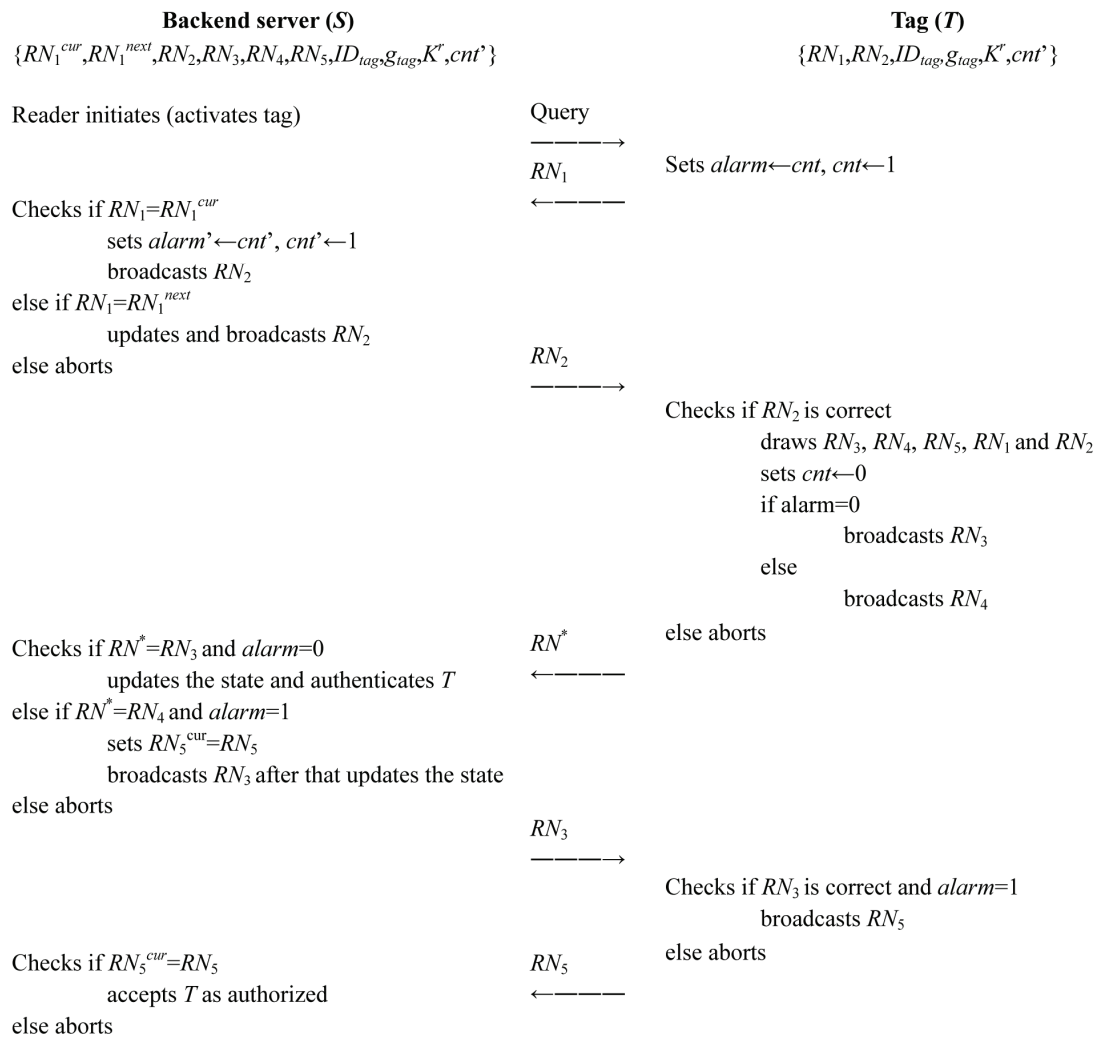 Backend server (S) Tag (T)
{RN₁ᶜᵘʳ,RN₁ⁿᵉˣᵗ,RN₂,RN₃,RN₄,RN₅,ID_tag,g_tag,Kʳ,cnt’} {RN₁,RN₂,ID_tag,g_tag,Kʳ,cnt’}
Reader initiates (activates tag) Query
————→
Sets alarm←cnt, cnt←1
RN₁
←————
Checks if RN₁=RN₁ᶜᵘʳ
sets alarm’←cnt’, cnt’←1
broadcasts RN₂
else if RN₁=RN₁ⁿᵉˣᵗ
updates and broadcasts RN₂
else aborts
RN₂
————→
Checks if RN₂ is correct
draws RN₃, RN₄, RN₅, RN₁ and RN₂
sets cnt←0
if alarm=0
broadcasts RN₃
else
broadcasts RN₄
else aborts
RN*
←————
Checks if RN*=RN₃ and alarm=0
updates the state and authenticates T
else if RN*=RN₄ and alarm=1
sets RN₅ᶜᵘʳ=RN₅
broadcasts RN₃ after that updates the state
else aborts
RN₃
————→
Checks if RN₃ is correct and alarm=1
broadcasts RN₅
else aborts
RN₅
←————
Checks if RN₅ᶜᵘʳ=RN₅
accepts T as authorized
else aborts